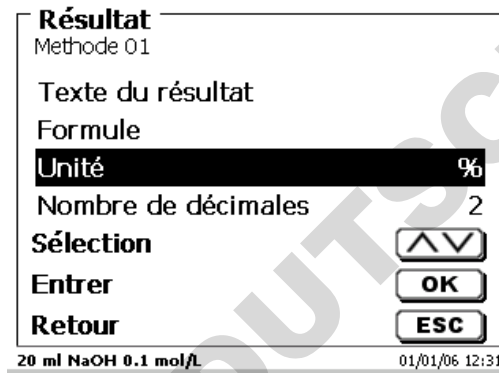 Résultat
Methode 01
Texte du résultat
Formule
Unité %
Nombre de décimales 2
Sélection
Entrer OK
Retour ESC
20 ml NaOH 0.1 mol/L 01/01/06 12:31